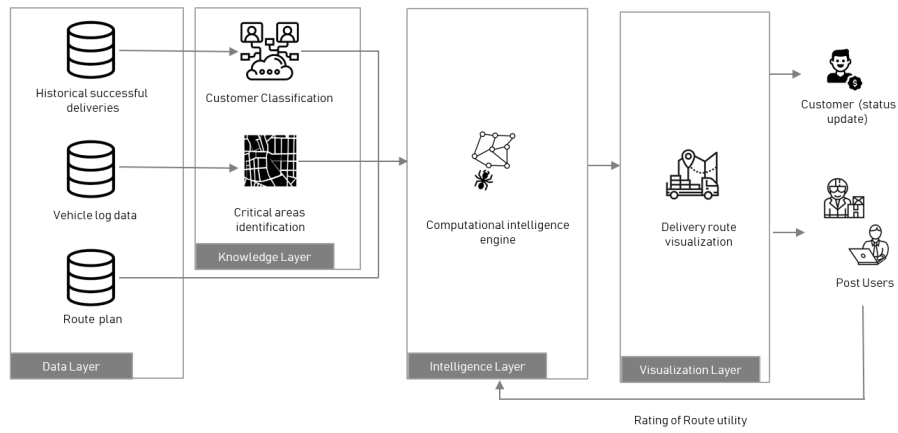 Historical successful
deliveries
Vehicle log data
Route plan
Data Layer
Customer Classification
Critical areas
identification
Knowledge Layer
Computational intelligence
engine
Intelligence Layer
Delivery route
visualization
Visualization Layer
$
Customer (status
update)
Post Users
Rating of Route utility